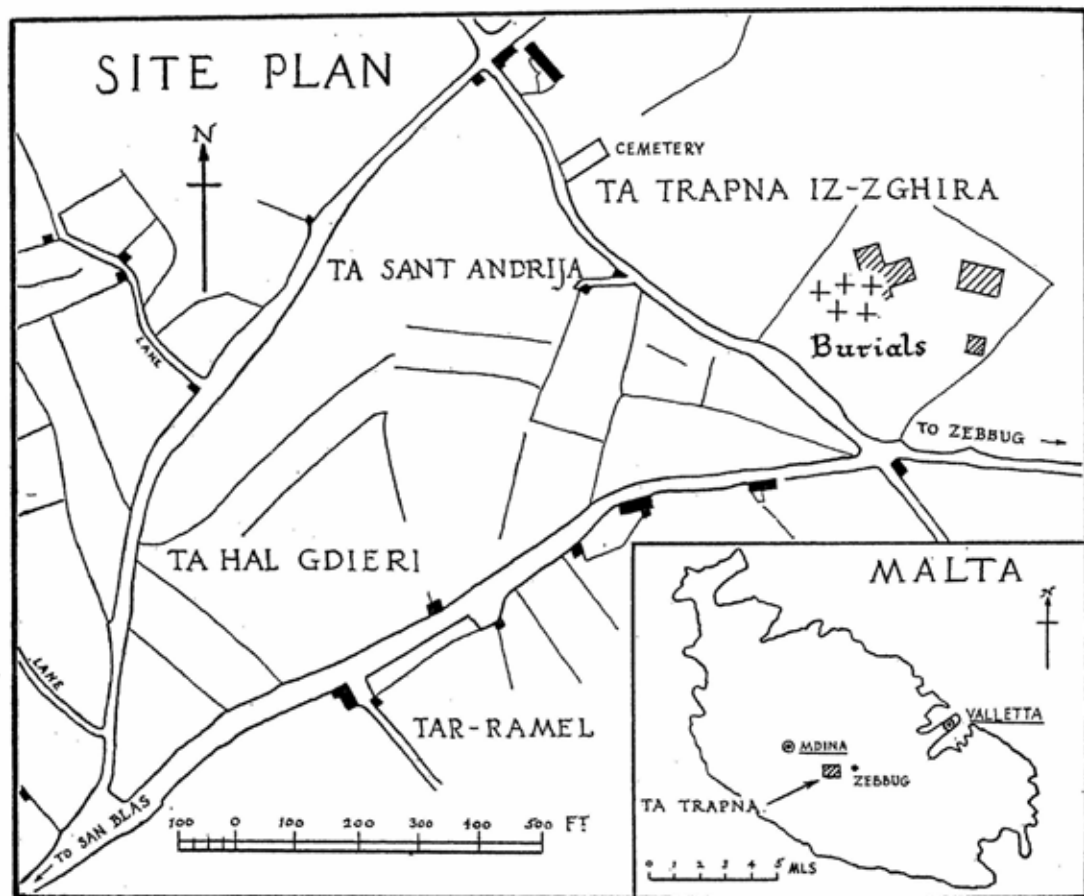 SITE PLAN
N
CEMETERY
TA TRAPNA IZ-ZGHIRA
TA SANT ANDRIJA
LANE
Burials
TO ZEBBUG
TA HAL GDIERI
LANE
TAR-RAMEL
TO SAN BLAS
100 0 100 200 300 400 500 FT
MALTA
N
VALLETTA
MDINA
ZEBBUG
TA TRAPNA
0 1 2 3 4 5 MLS